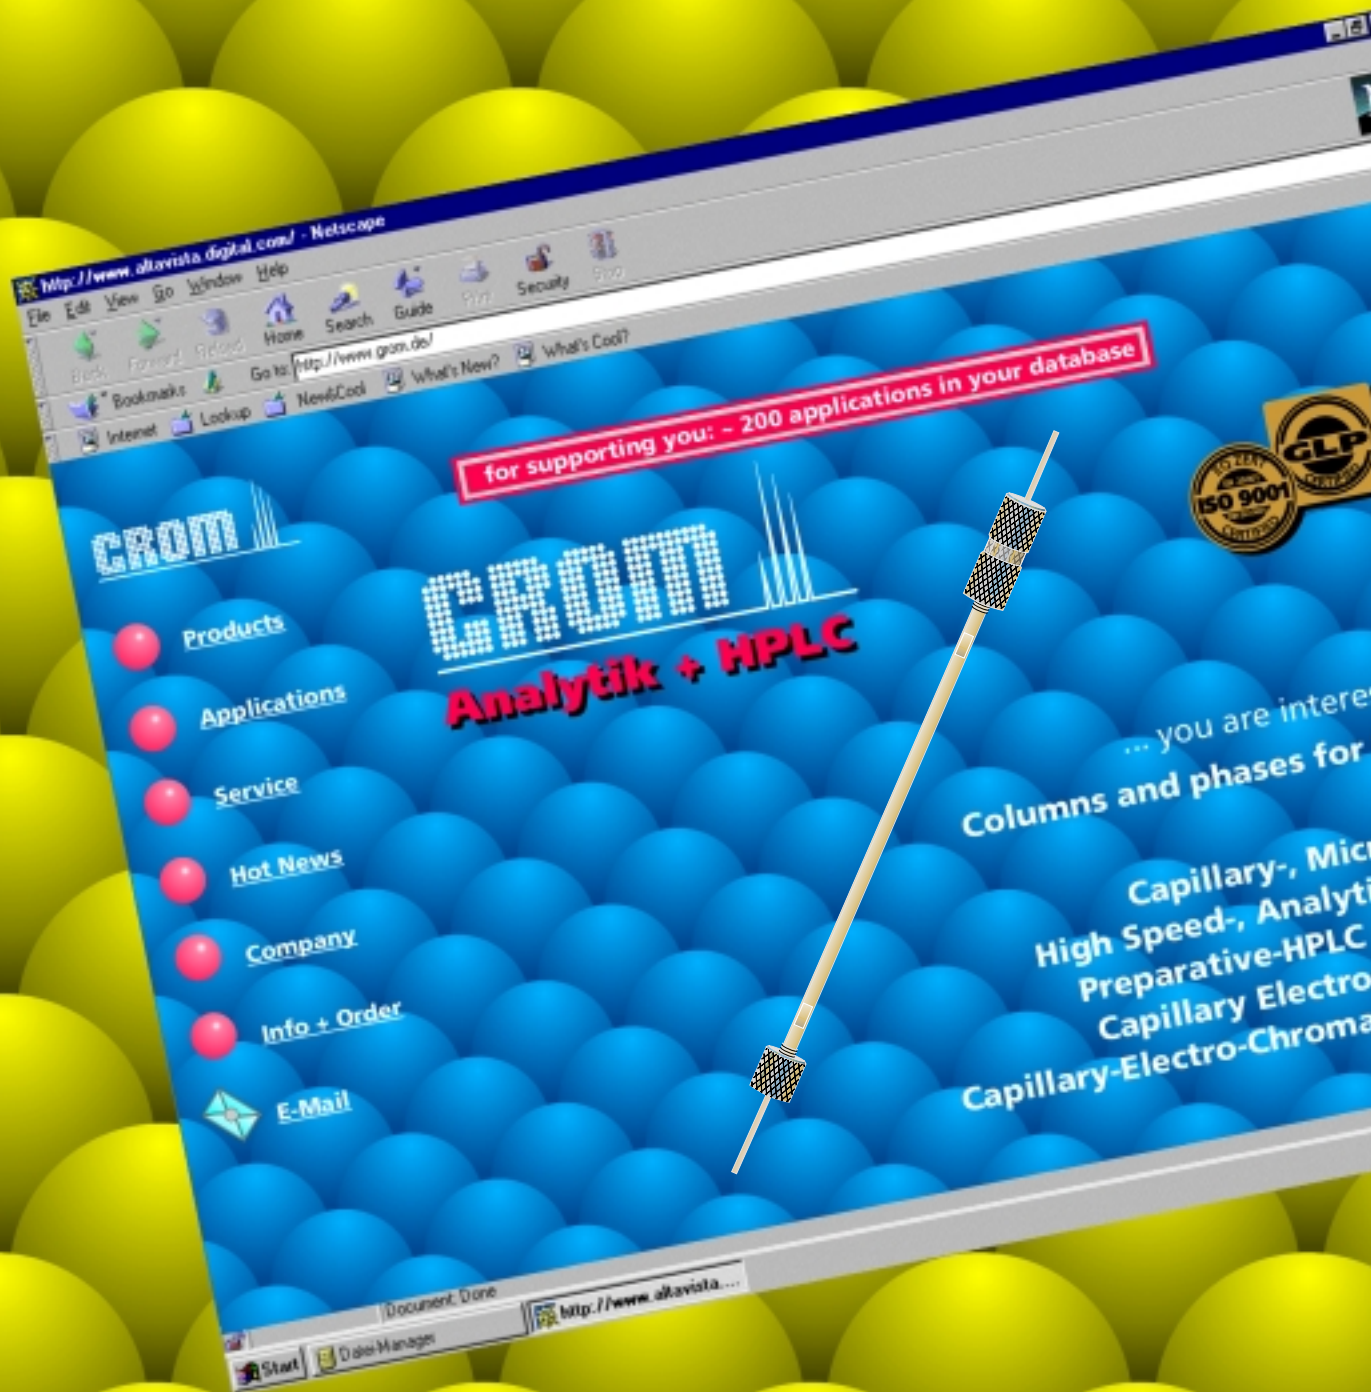 http://www.altavista.digital.com/ - Netscape
File Edit View Go Window Help
Back Forward Reload Home Search Guide Print Security Stop
Bookmarks Go to: http://www.grom.de/
Internet Lookup New&Cool What's New? What's Cool?
for supporting you: ~ 200 applications in your database
GLP
CERTIFIED
ISO 9001
CERTIFIED
GROM
GROM
Analytik + HPLC
Products
Applications
Service
Hot News
Company
Info + Order
E-Mail
... you are intere
Columns and phases for
Capillary-, Micr
High Speed-, Analyti
Preparative-HPLC
Capillary Electro
Capillary-Electro-Chroma
Document: Done
Start Datei-Manager http://www.altavista....